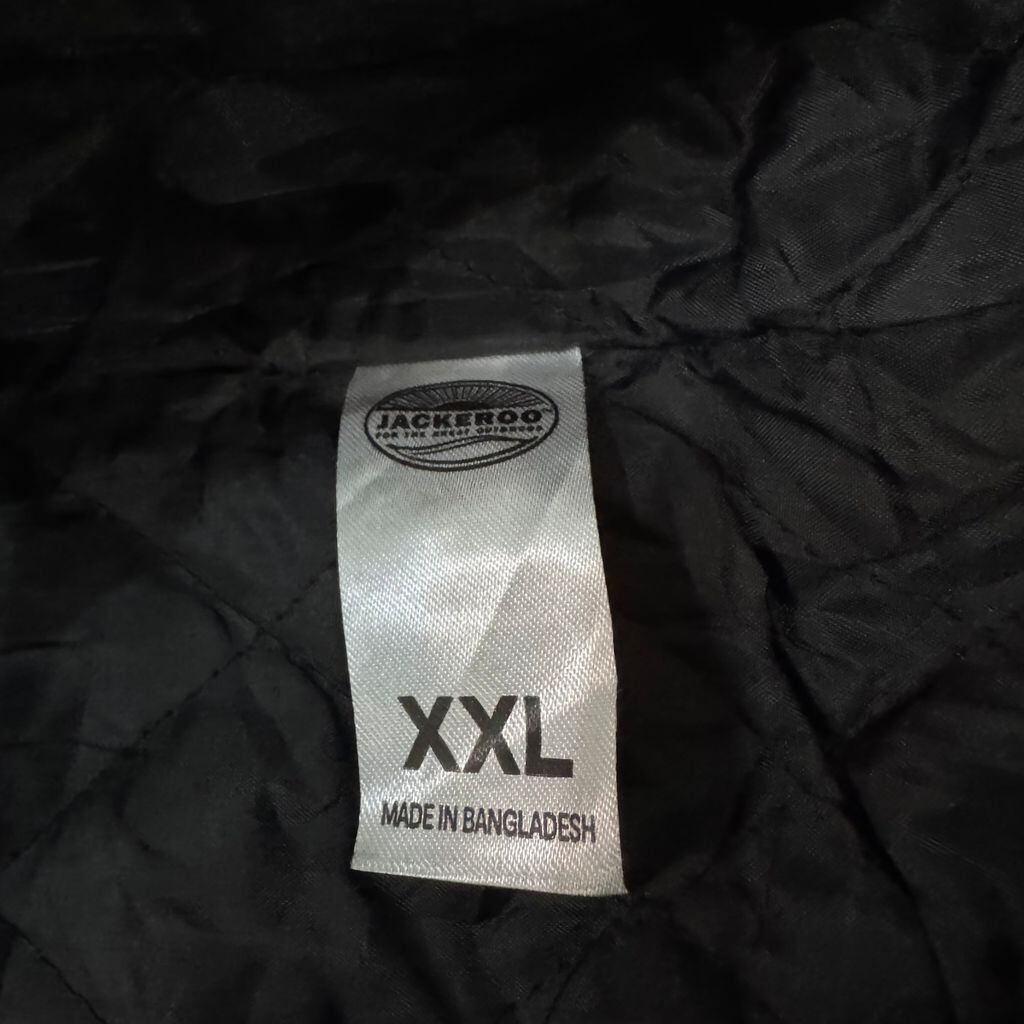 JACKEROO
FOR THE GREAT OUTDOORS
XXL
MADE IN BANGLADESH